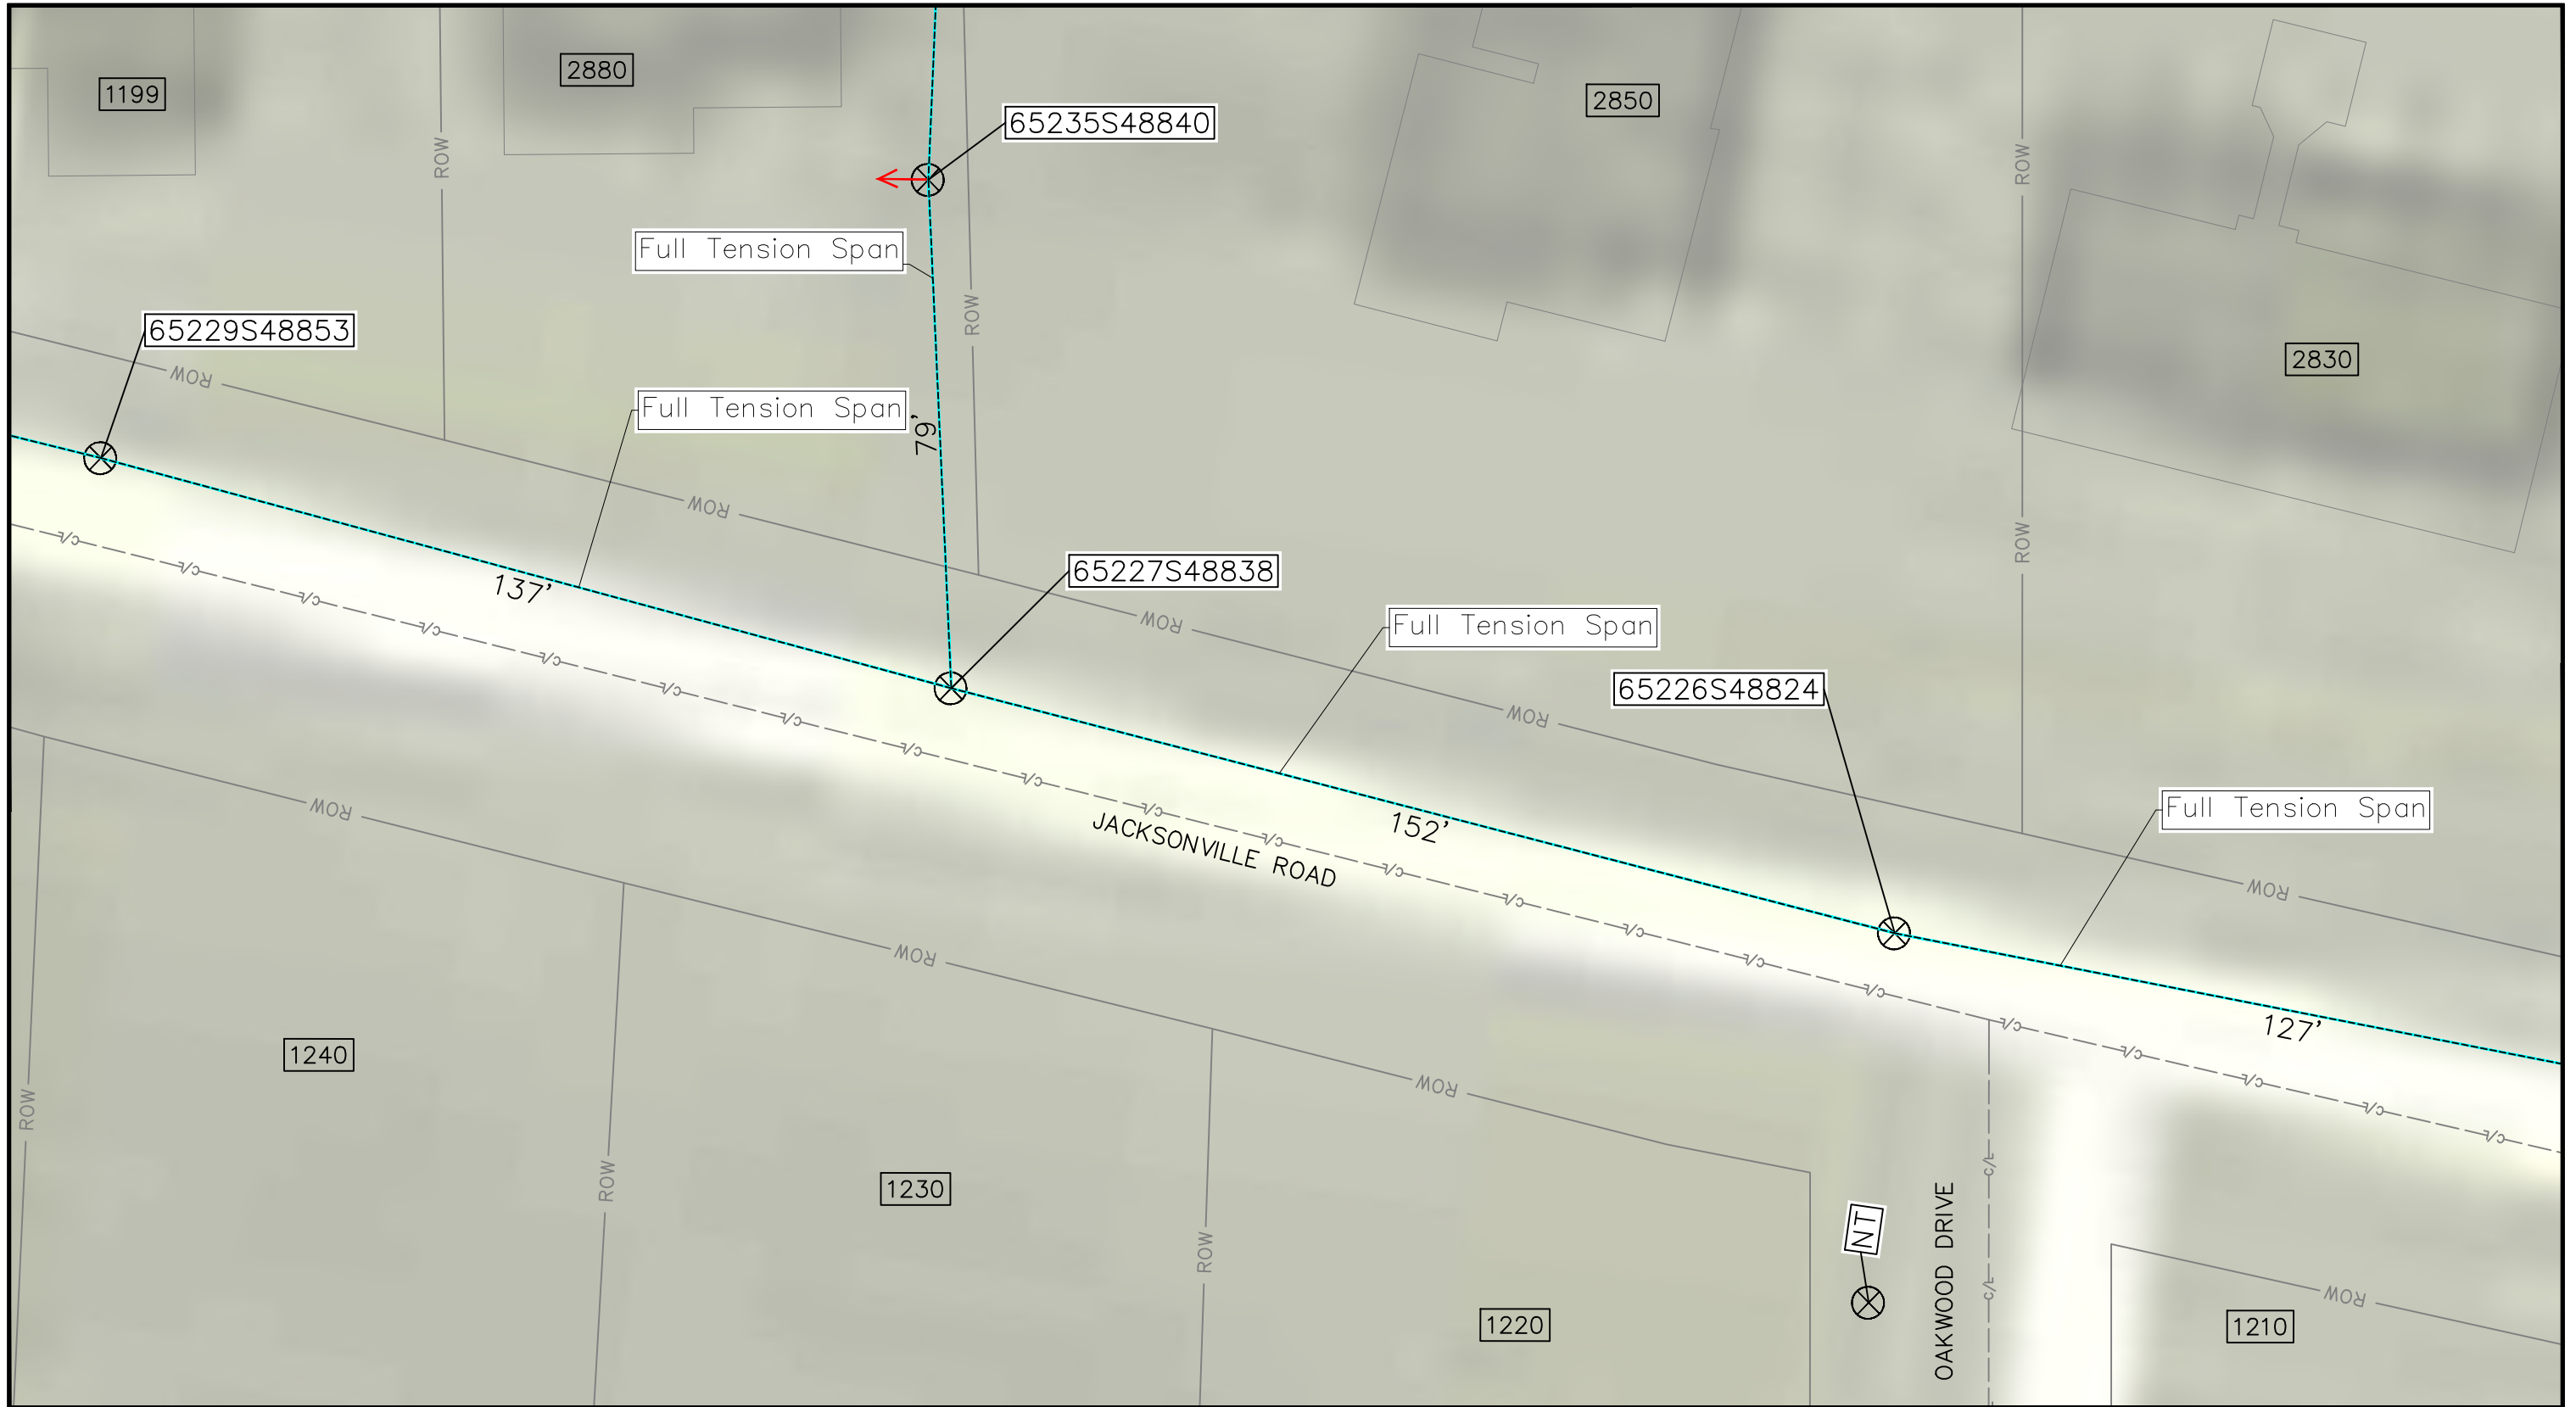 1199
2880
2850
65235S48840
ROW
ROW
Full Tension Span
ROW
65229S48853
2830
ROW
Full Tension Span
79'
ROW
ROW
C/L
C/L
65227S48838
137'
C/L
ROW
Full Tension Span
C/L
C/L
65226S48824
C/L
ROW
C/L
C/L
C/L
ROW
Full Tension Span
C/L
152'
JACKSONVILLE ROAD
C/L
C/L
ROW
C/L
ROW
C/L
C/L
C/L
127'
C/L
1240
C/L
C/L
ROW
ROW
C/L
C/L
C/L
ROW
1230
NT
ROW
OAKWOOD DRIVE
C/L
ROW
1220
1210